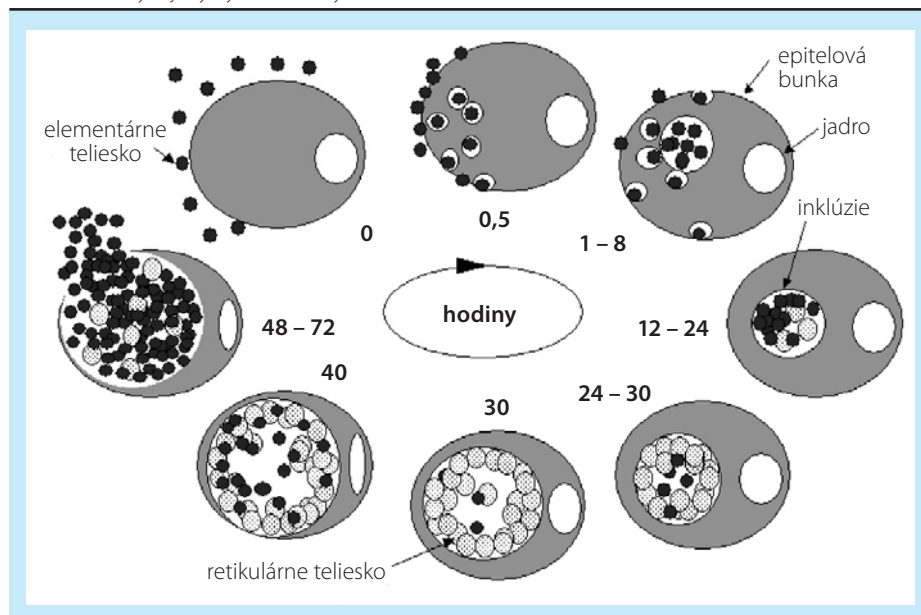 elementárne
teliesko
epitelová
bunka
jadro
0
0,5
1 – 8
inklúzie
48 – 72
hodiny
12 – 24
40
30
24 – 30
retikulárne teliesko